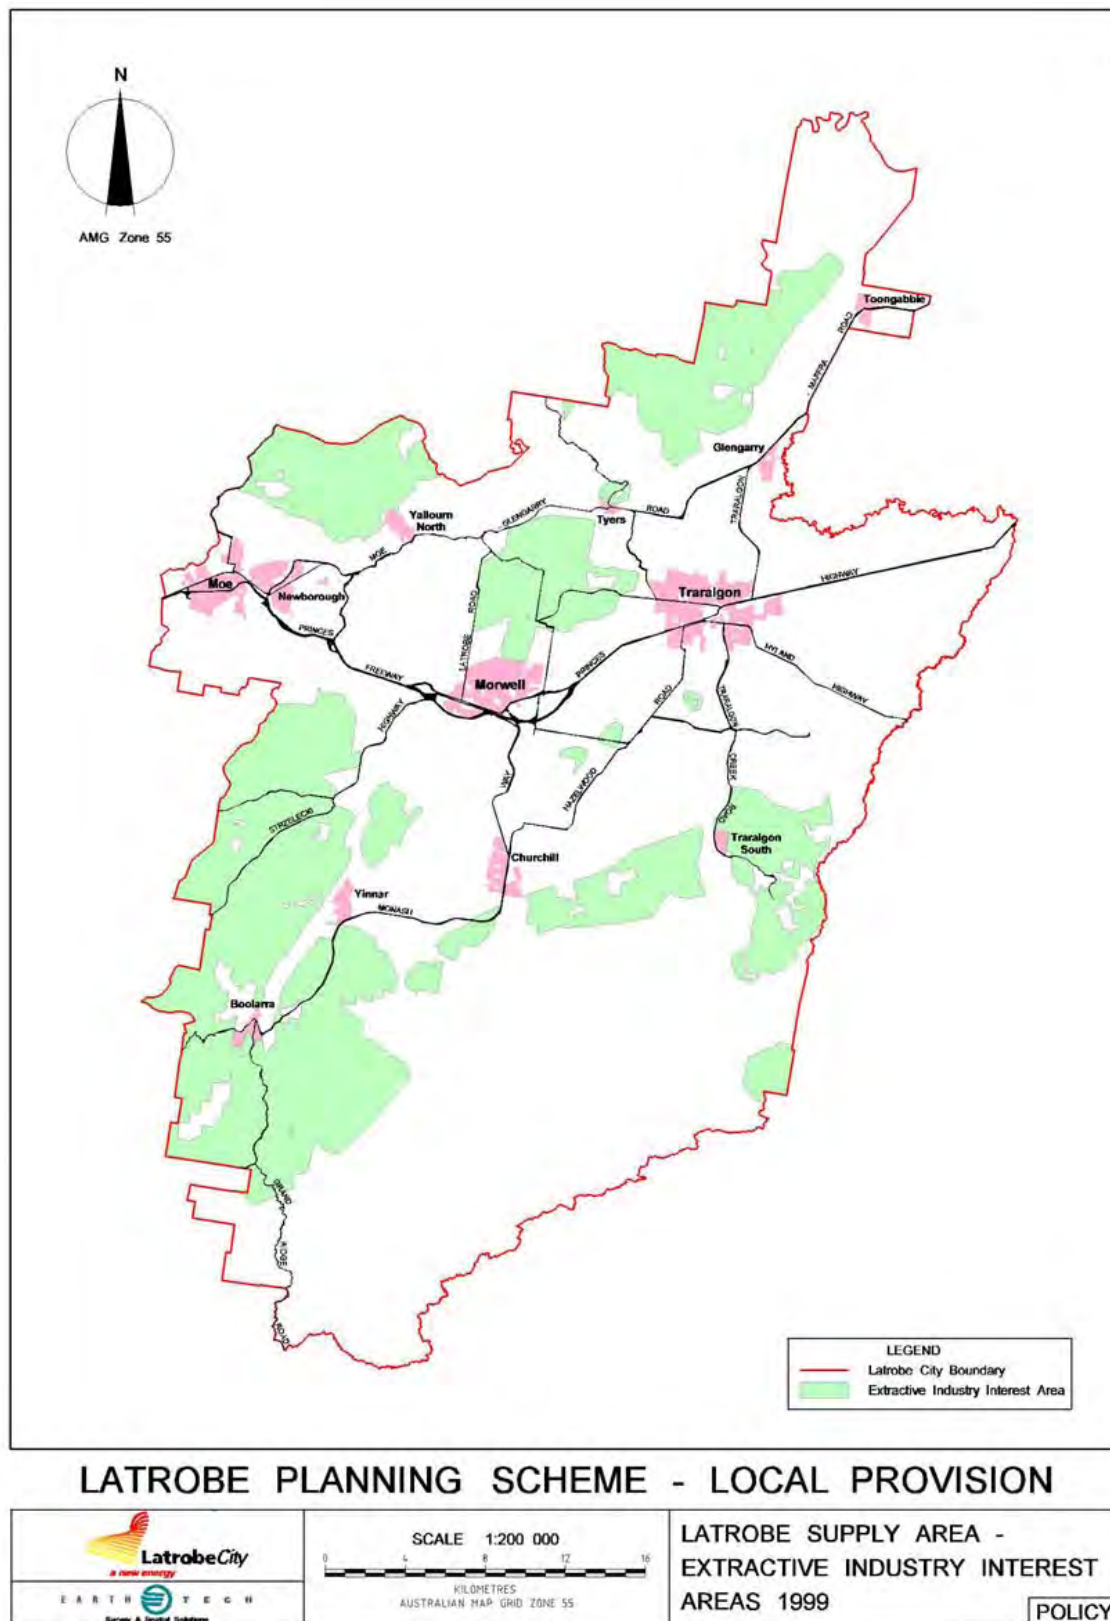 N
AMG Zone 55
Toongabbie
ROAD
MAFFRA
-
Glengarry
TRARALGON
Yallourn
North
GLENGARRY
-
Tyers
ROAD
MOE
Moe
Newborough
LATROBE ROAD
Traralgon
HIGHWAY
PRINCES
FREEWAY
Morwell
PRINCES
HYLAND
HIGHWAY
HIGHWAY
ROAD
TRARALGON
CREEK
ROAD
WAY
HAZELWOOD
STRZELECKI
Churchill
Traralgon
South
Yinnar
MONASH
Boolarra
GRAND
RIDGE
ROAD
LEGEND
Latrobe City Boundary
Extractive Industry Interest Area
LATROBE PLANNING SCHEME - LOCAL PROVISION
LatrobeCity
a new energy
EARTH TECH
Survey & Spatial Solutions
SCALE 1:200 000
0 4 8 12 16
KILOMETRES
AUSTRALIAN MAP GRID ZONE 55
LATROBE SUPPLY AREA -
EXTRACTIVE INDUSTRY INTEREST
AREAS 1999
POLICY